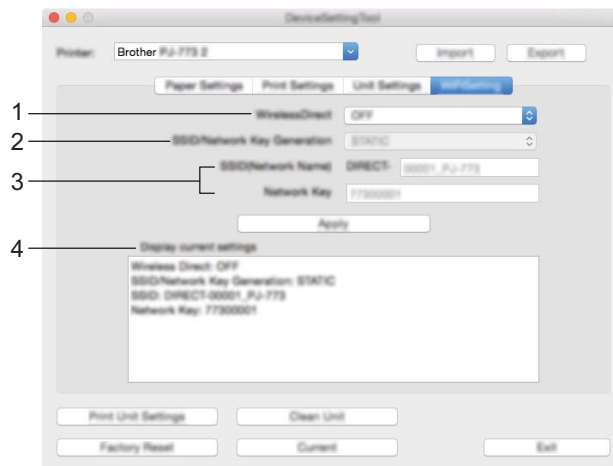 DeviceSettingTool
Printer: Brother PJ-773 2 Import Export
Paper Settings Print Settings Unit Settings WiFiSetting
1 WirelessDirect OFF
2 SSID/Network Key Generation STATIC
3 SSID(Network Name) DIRECT- 00001_PJ-773
Network Key 77300001
Apply
4 Display current settings
Wireless Direct: OFF
SSID/Network Key Generation: STATIC
SSID: DIRECT-00001_PJ-773
Network Key: 77300001
Print Unit Settings Clean Unit
Factory Reset Current Exit